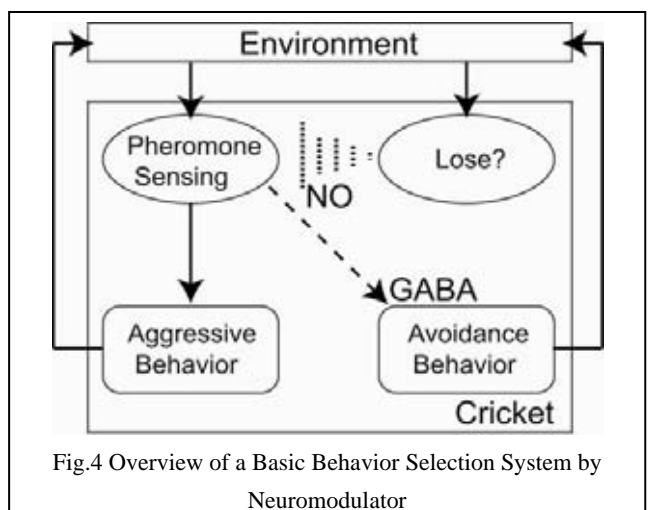 Environment
Pheromone
Sensing
Lose?
NO
GABA
Aggressive
Behavior
Avoidance
Behavior
Cricket
Fig.4 Overview of a Basic Behavior Selection System by
Neuromodulator